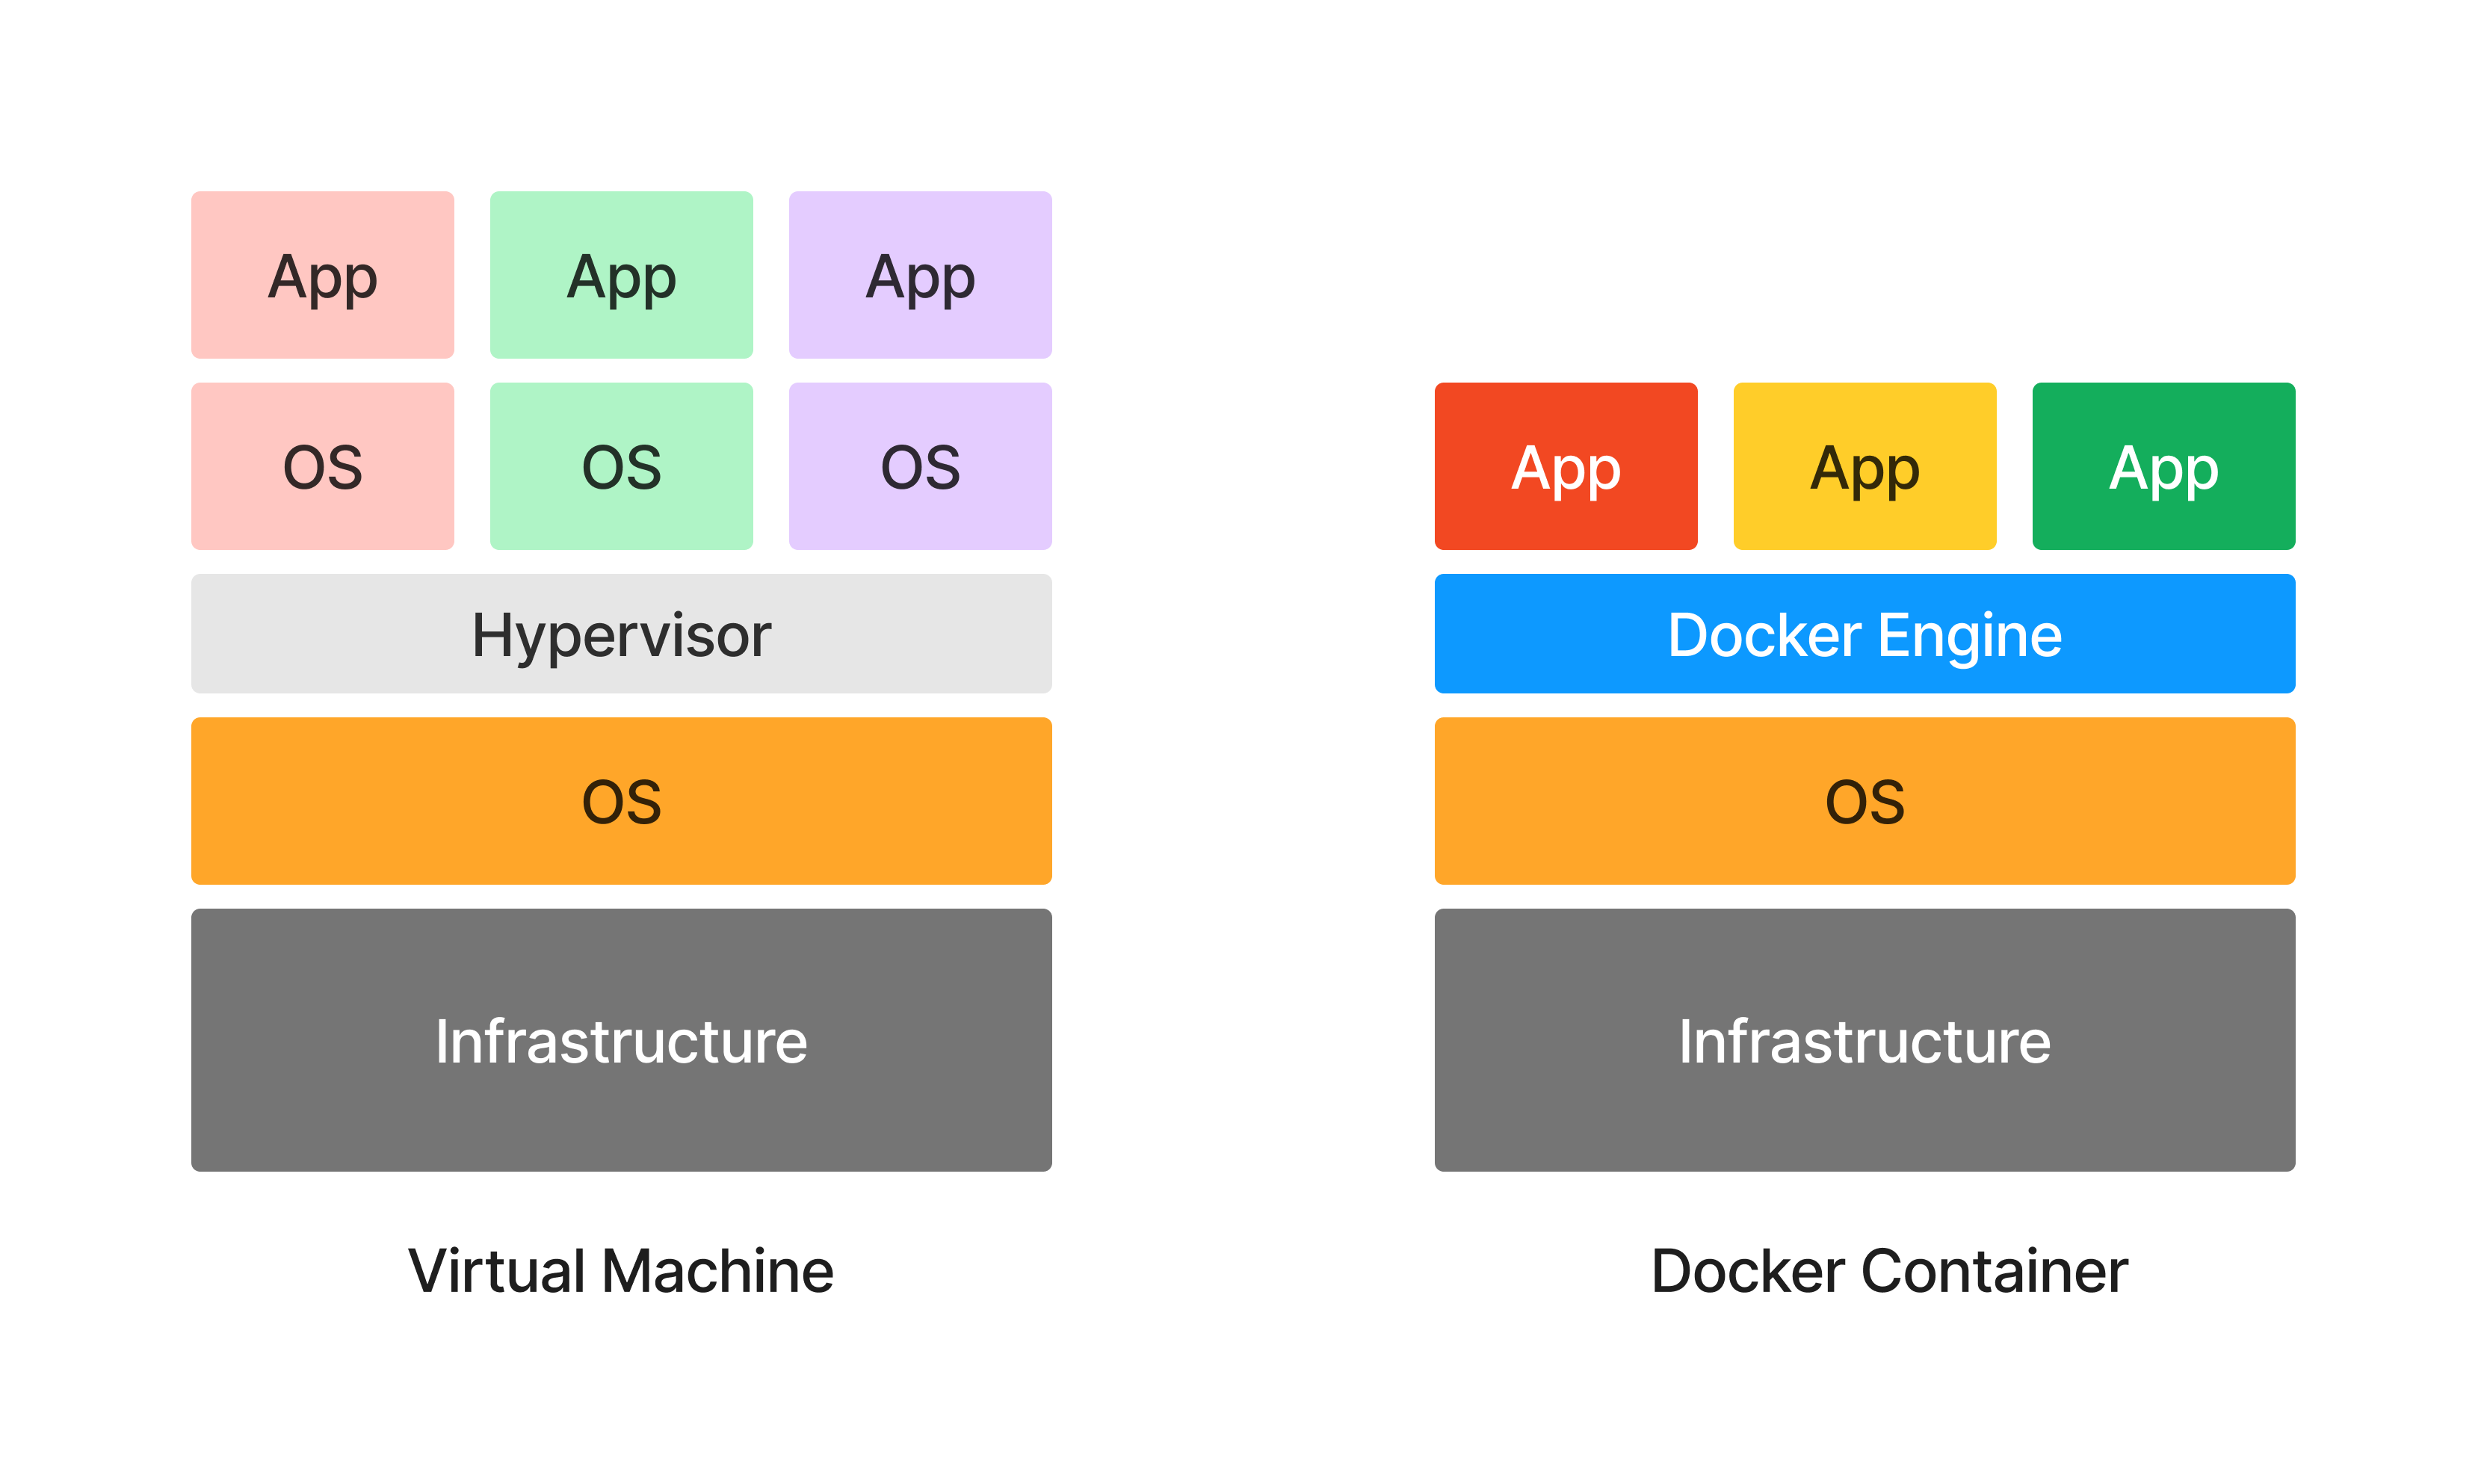 App
App
App
OS
OS
OS
Hypervisor
OS
Infrastructure
Virtual Machine
App
App
App
Docker Engine
OS
Infrastructure
Docker Container